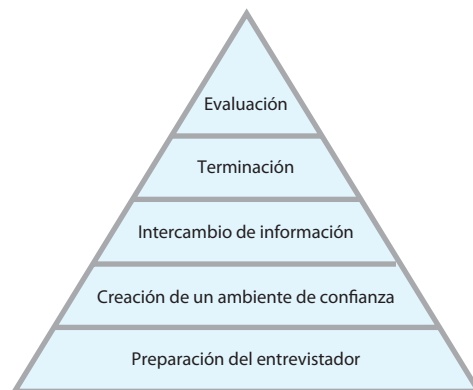 Evaluación
Terminación
Intercambio de información
Creación de un ambiente de confianza
Preparación del entrevistador